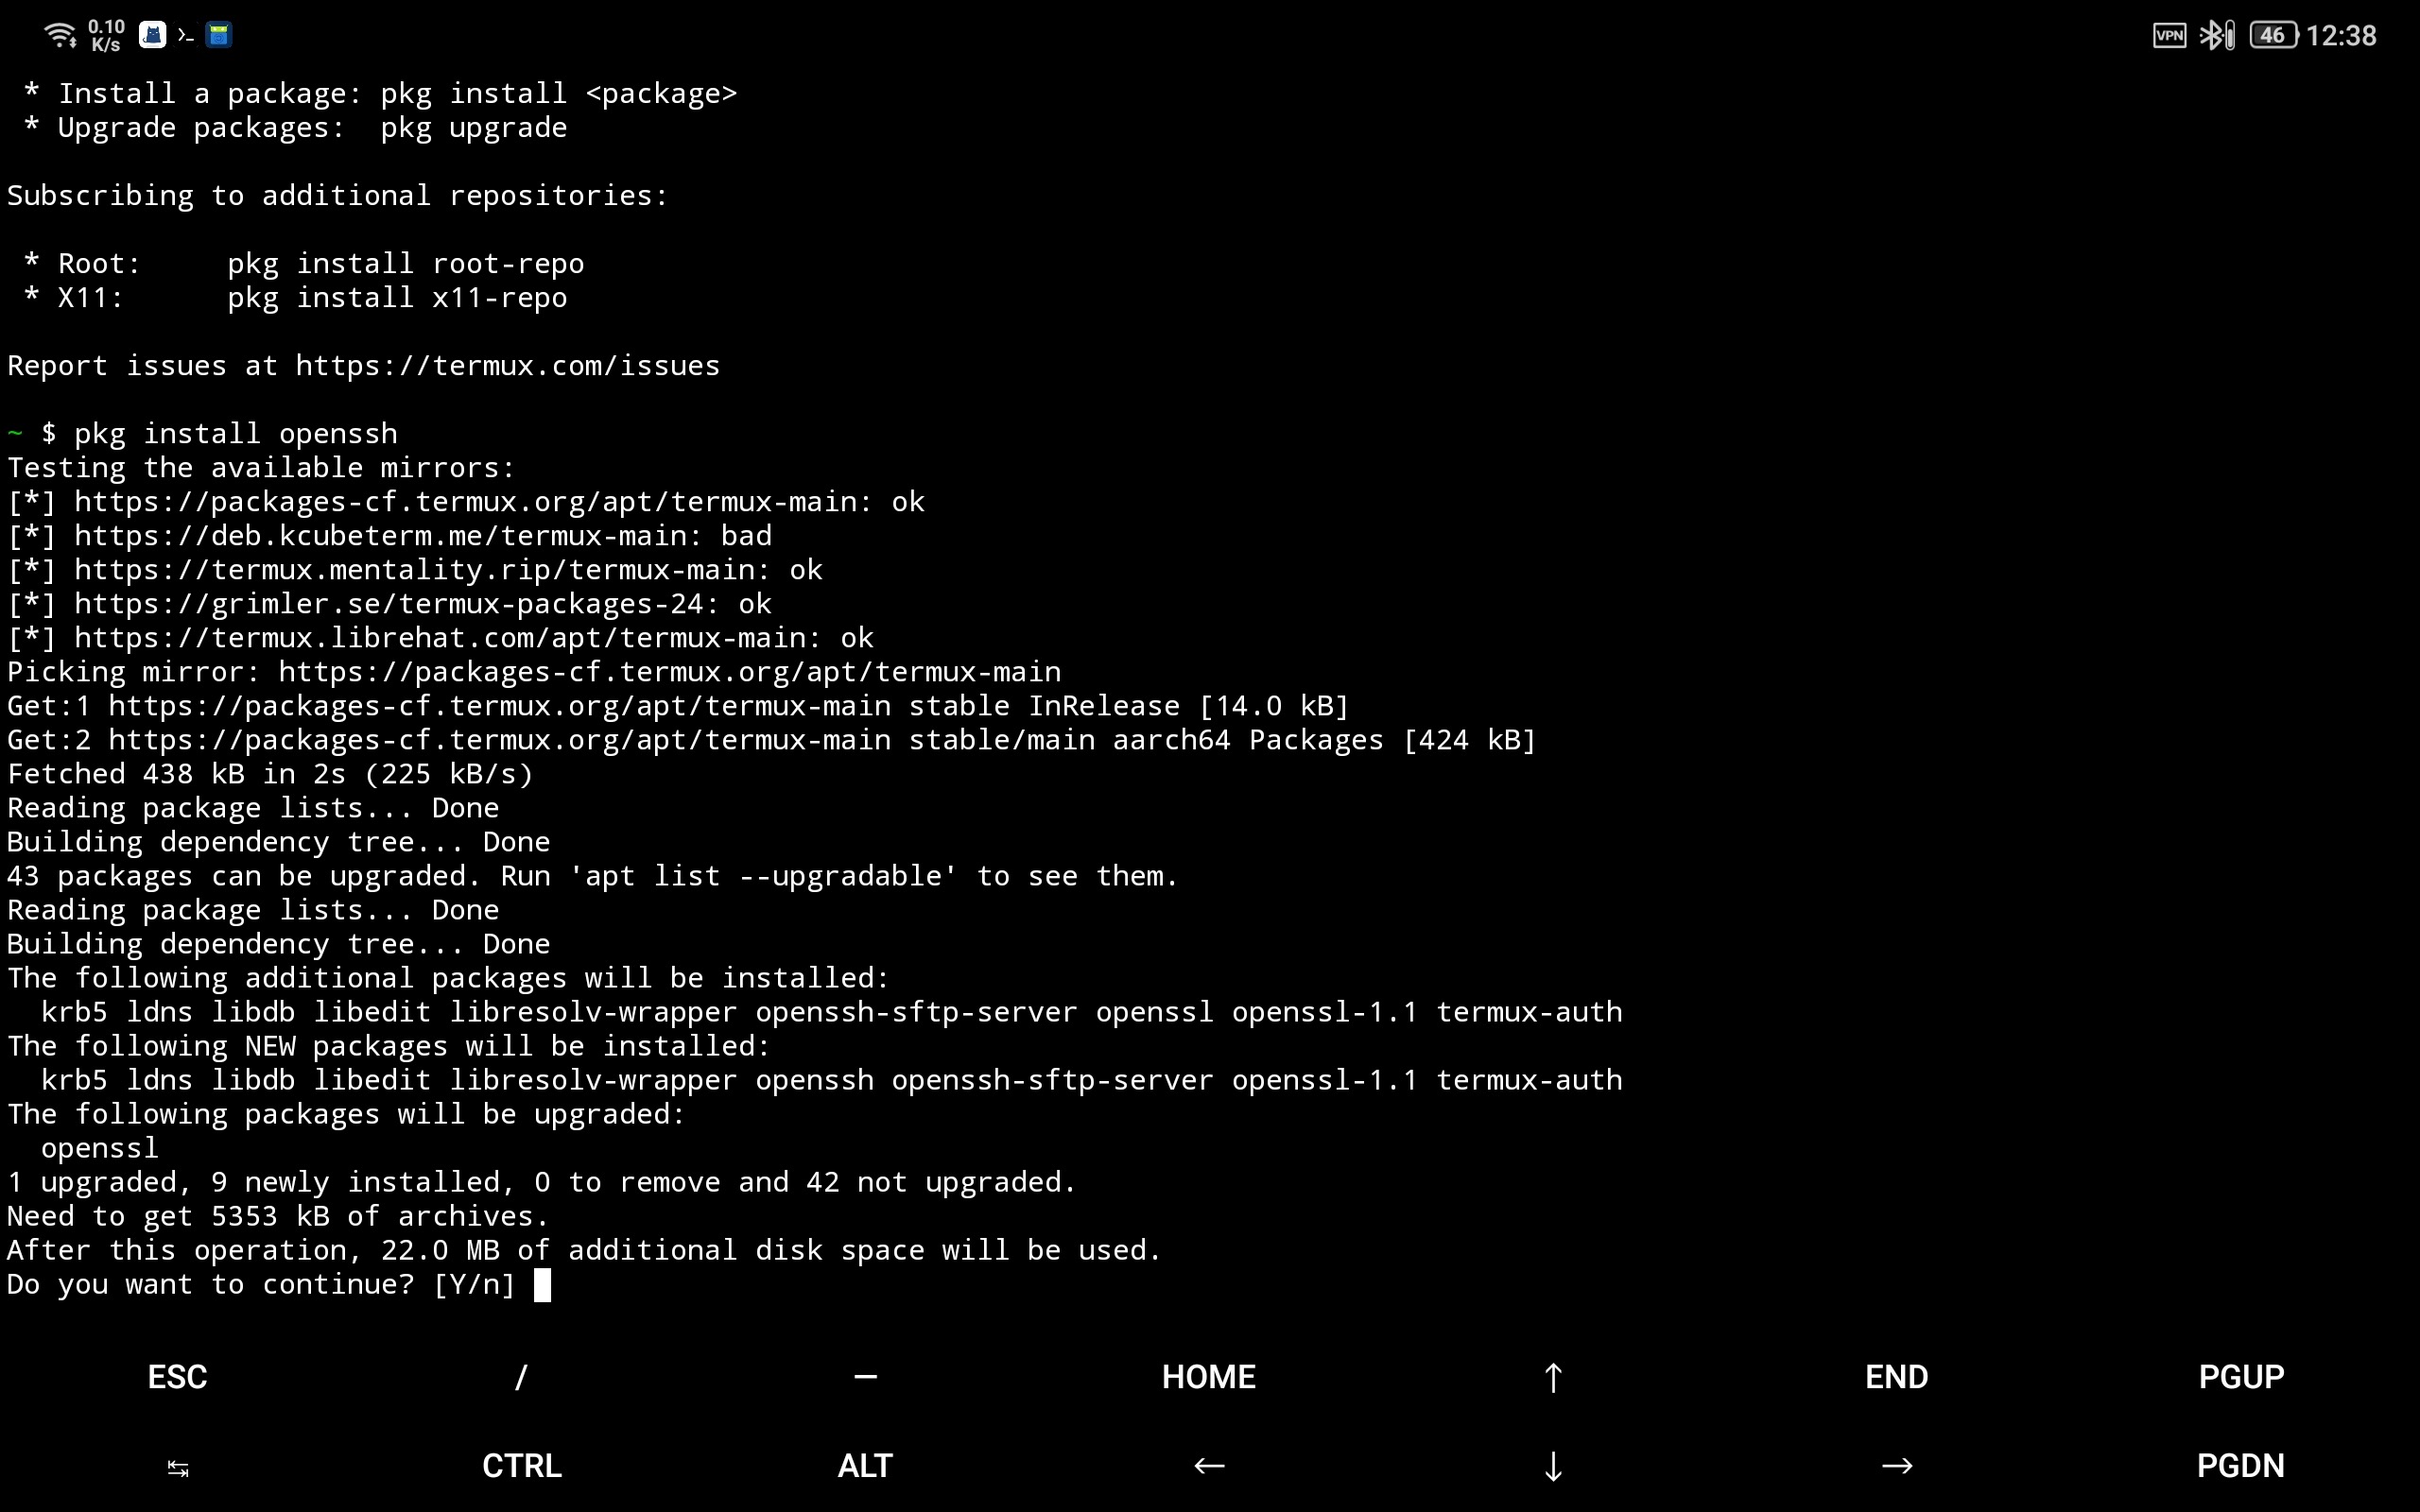 0.10 K/s VPN 46 12:38
* Install a package: pkg install <package>
* Upgrade packages:  pkg upgrade
Subscribing to additional repositories:
* Root:     pkg install root-repo
* X11:      pkg install x11-repo
Report issues at https://termux.com/issues
~ $ pkg install openssh
Testing the available mirrors:
[*] https://packages-cf.termux.org/apt/termux-main: ok
[*] https://deb.kcubeterm.me/termux-main: bad
[*] https://termux.mentality.rip/termux-main: ok
[*] https://grimler.se/termux-packages-24: ok
[*] https://termux.librehat.com/apt/termux-main: ok
Picking mirror: https://packages-cf.termux.org/apt/termux-main
Get:1 https://packages-cf.termux.org/apt/termux-main stable InRelease [14.0 kB]
Get:2 https://packages-cf.termux.org/apt/termux-main stable/main aarch64 Packages [424 kB]
Fetched 438 kB in 2s (225 kB/s)
Reading package lists... Done
Building dependency tree... Done
43 packages can be upgraded. Run 'apt list --upgradable' to see them.
Reading package lists... Done
Building dependency tree... Done
The following additional packages will be installed:
  krb5 ldns libdb libedit libresolv-wrapper openssh-sftp-server openssl openssl-1.1 termux-auth
The following NEW packages will be installed:
  krb5 ldns libdb libedit libresolv-wrapper openssh openssh-sftp-server openssl-1.1 termux-auth
The following packages will be upgraded:
  openssl
1 upgraded, 9 newly installed, 0 to remove and 42 not upgraded.
Need to get 5353 kB of archives.
After this operation, 22.0 MB of additional disk space will be used.
Do you want to continue? [Y/n]
ESC / — HOME ↑ END PGUP
↹ CTRL ALT ← ↓ → PGDN